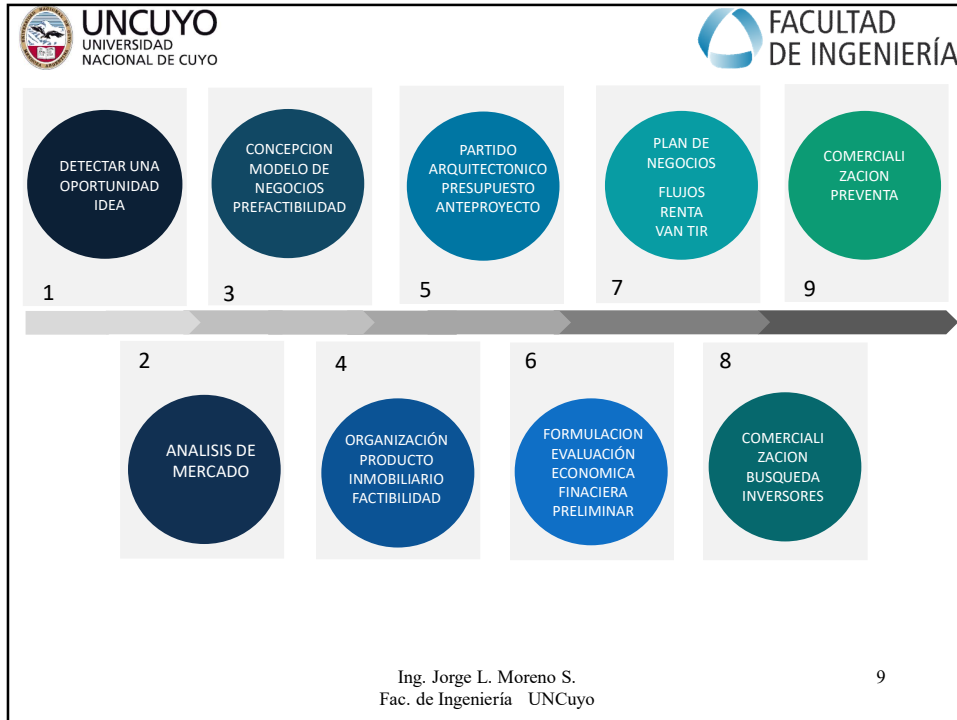 UNCUYO
UNIVERSIDAD
NACIONAL DE CUYO
FACULTAD
DE INGENIERÍA
DETECTAR UNA
OPORTUNIDAD
IDEA
1
CONCEPCION
MODELO DE
NEGOCIOS
PREFACTIBILIDAD
3
PARTIDO
ARQUITECTONICO
PRESUPUESTO
ANTEPROYECTO
5
PLAN DE
NEGOCIOS
FLUJOS
RENTA
VAN TIR
7
COMERCIALI
ZACION
PREVENTA
9
2
ANALISIS DE
MERCADO
4
ORGANIZACIÓN
PRODUCTO
INMOBILIARIO
FACTIBILIDAD
6
FORMULACION
EVALUACIÓN
ECONOMICA
FINACIERA
PRELIMINAR
8
COMERCIALI
ZACION
BUSQUEDA
INVERSORES
Ing. Jorge L. Moreno S.
Fac. de Ingeniería UNCuyo
9